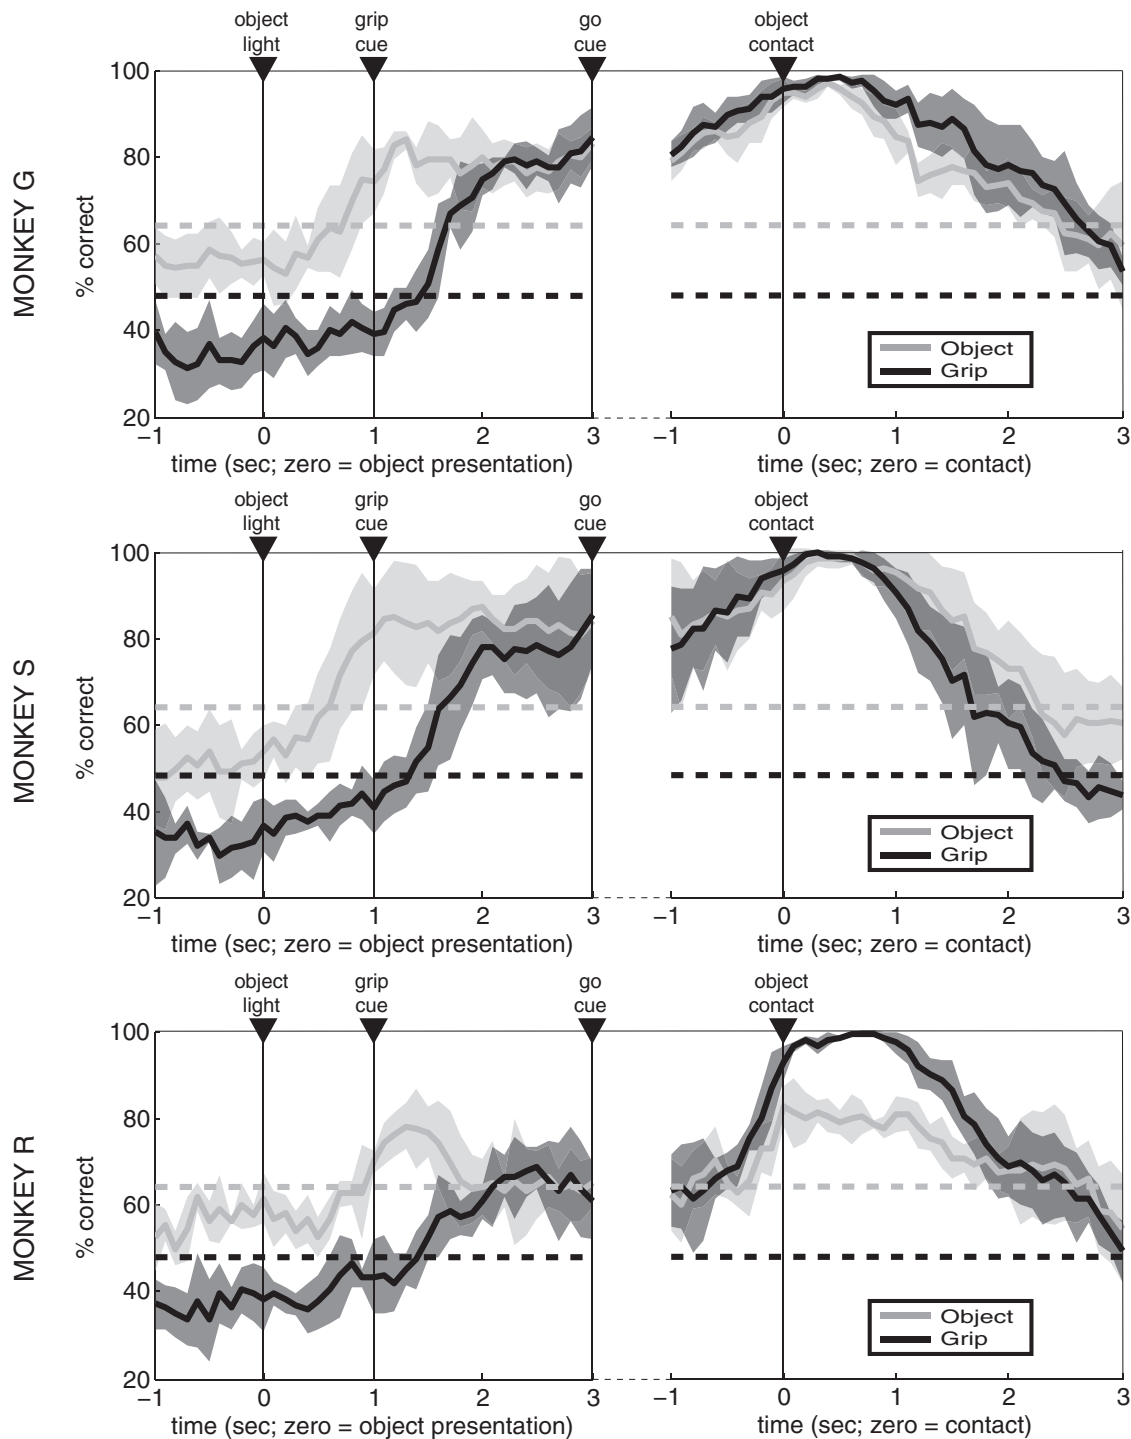 object
light
grip
cue
go
cue
object
contact
MONKEY G
% correct
100
80
60
40
20
Object
Grip
−1
0
1
2
3
−1
0
1
2
3
time (sec; zero = object presentation)
time (sec; zero = contact)
object
light
grip
cue
go
cue
object
contact
MONKEY S
% correct
100
80
60
40
20
Object
Grip
−1
0
1
2
3
−1
0
1
2
3
time (sec; zero = object presentation)
time (sec; zero = contact)
object
light
grip
cue
go
cue
object
contact
MONKEY R
% correct
100
80
60
40
20
Object
Grip
−1
0
1
2
3
−1
0
1
2
3
time (sec; zero = object presentation)
time (sec; zero = contact)